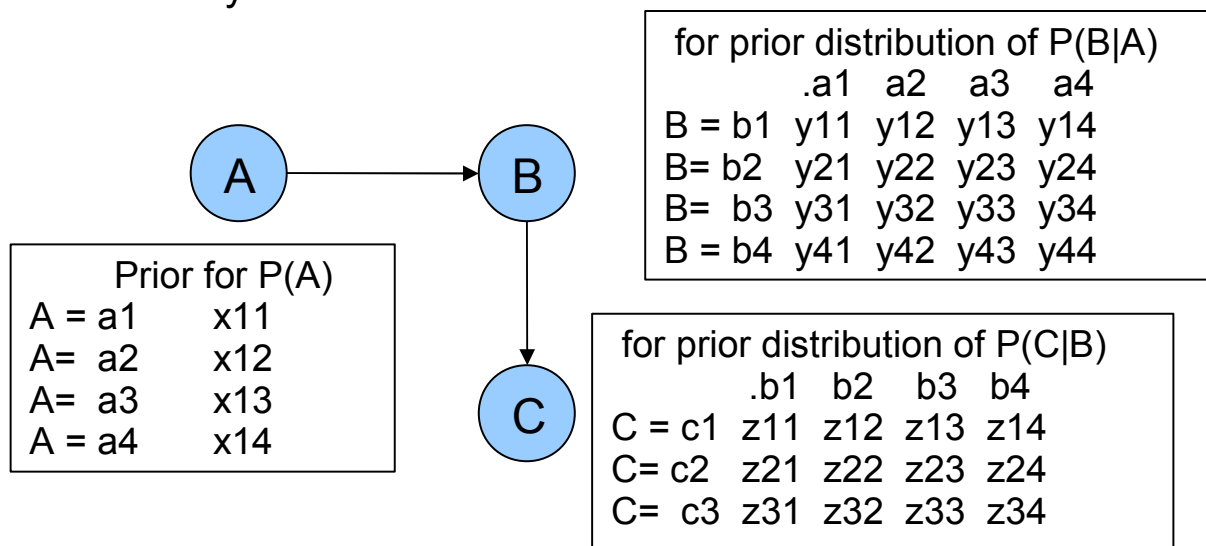 y
for prior distribution of P(B|A)
.a1 a2 a3 a4
B = b1 y11 y12 y13 y14
B= b2 y21 y22 y23 y24
B= b3 y31 y32 y33 y34
B = b4 y41 y42 y43 y44
A
B
Prior for P(A)
A = a1 x11
A= a2 x12
A= a3 x13
A = a4 x14
C
for prior distribution of P(C|B)
.b1 b2 b3 b4
C = c1 z11 z12 z13 z14
C= c2 z21 z22 z23 z24
C= c3 z31 z32 z33 z34